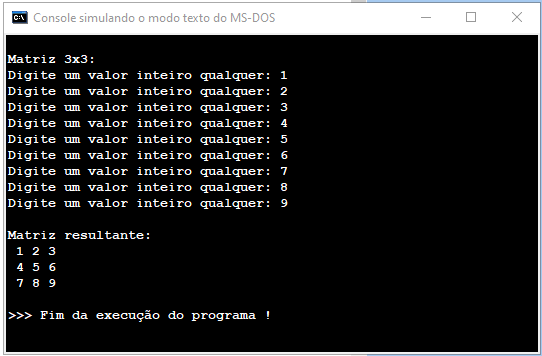 Console simulando o modo texto do MS-DOS
Matriz 3x3:
Digite um valor inteiro qualquer: 1
Digite um valor inteiro qualquer: 2
Digite um valor inteiro qualquer: 3
Digite um valor inteiro qualquer: 4
Digite um valor inteiro qualquer: 5
Digite um valor inteiro qualquer: 6
Digite um valor inteiro qualquer: 7
Digite um valor inteiro qualquer: 8
Digite um valor inteiro qualquer: 9
Matriz resultante:
1 2 3
4 5 6
7 8 9
>>> Fim da execução do programa !